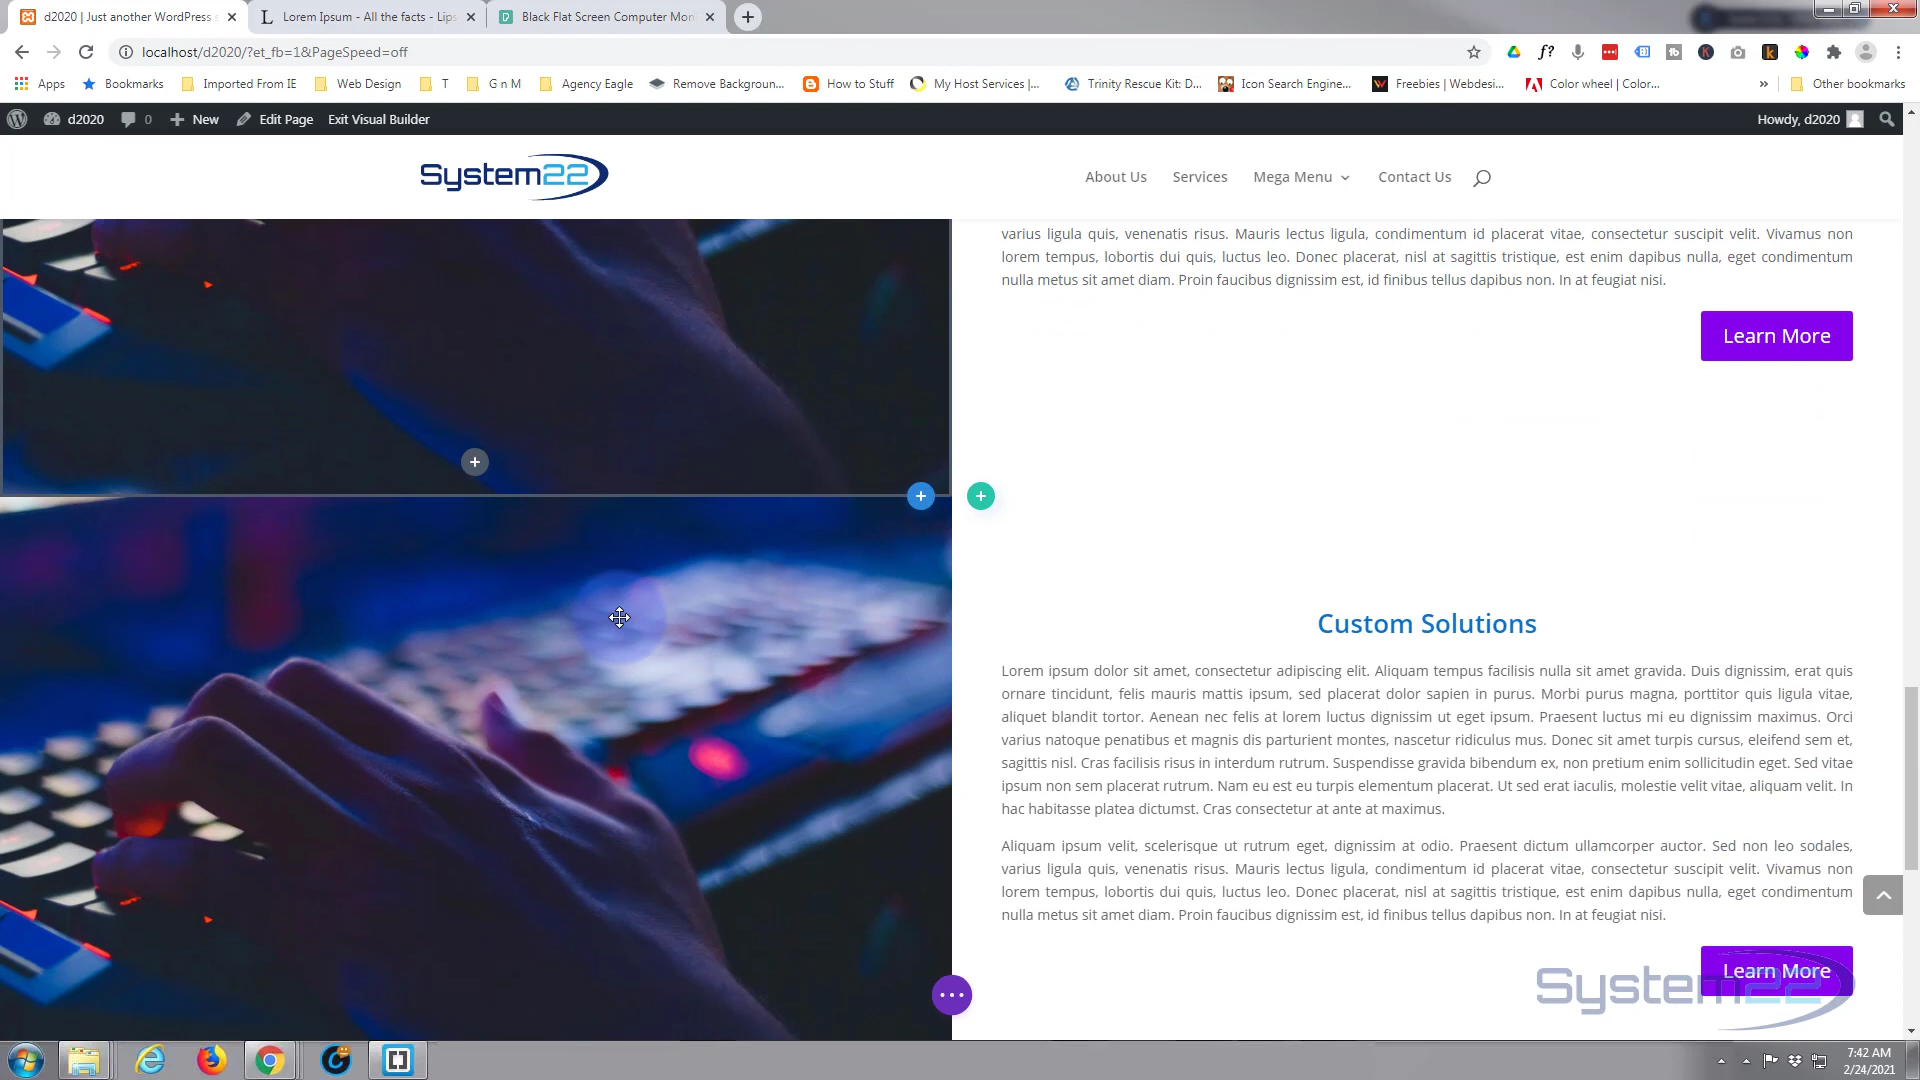 d2020 | Just another WordPress s
Lorem Ipsum - All the facts - Lips
Black Flat Screen Computer Mon
localhost/d2020/?et_fb=1&PageSpeed=off
Apps
Bookmarks
Imported From IE
Web Design
T
G n M
Agency Eagle
Remove Backgroun...
How to Stuff
My Host Services |...
Trinity Rescue Kit: D...
Icon Search Engine...
Freebies | Webdesi...
Color wheel | Color...
» Other bookmarks
d2020
0
New
Edit Page
Exit Visual Builder
Howdy, d2020
System22
About Us
Services
Mega Menu
Contact Us
varius ligula quis, venenatis risus. Mauris lectus ligula, condimentum id placerat vitae, consectetur suscipit velit. Vivamus non
lorem tempus, lobortis dui quis, luctus leo. Donec placerat, nisl at sagittis tristique, est enim dapibus nulla, eget condimentum
nulla metus sit amet diam. Proin faucibus dignissim est, id finibus tellus dapibus non. In at feugiat nisi.
Learn More
Custom Solutions
Lorem ipsum dolor sit amet, consectetur adipiscing elit. Aliquam tempus facilisis nulla sit amet gravida. Duis dignissim, erat quis
ornare tincidunt, felis mauris mattis ipsum, sed placerat dolor sapien in purus. Morbi purus magna, porttitor quis ligula vitae,
aliquet blandit tortor. Aenean nec felis at lorem luctus dignissim ut eget ipsum. Praesent luctus mi eu dignissim maximus. Orci
varius natoque penatibus et magnis dis parturient montes, nascetur ridiculus mus. Donec sit amet turpis cursus, eleifend sem et,
sagittis nisl. Cras facilisis risus in interdum rutrum. Suspendisse gravida bibendum ex, non pretium enim sollicitudin eget. Sed vitae
ipsum non sem placerat rutrum. Nam eu est eu turpis elementum placerat. Ut sed erat iaculis, molestie velit vitae, aliquam velit. In
hac habitasse platea dictumst. Cras consectetur at ante at maximus.
Aliquam ipsum velit, scelerisque ut rutrum eget, dignissim at odio. Praesent dictum ullamcorper auctor. Sed non leo sodales,
varius ligula quis, venenatis risus. Mauris lectus ligula, condimentum id placerat vitae, consectetur suscipit velit. Vivamus non
lorem tempus, lobortis dui quis, luctus leo. Donec placerat, nisl at sagittis tristique, est enim dapibus nulla, eget condimentum
nulla metus sit amet diam. Proin faucibus dignissim est, id finibus tellus dapibus non. In at feugiat nisi.
Learn More
System22
7:42 AM
2/24/2021